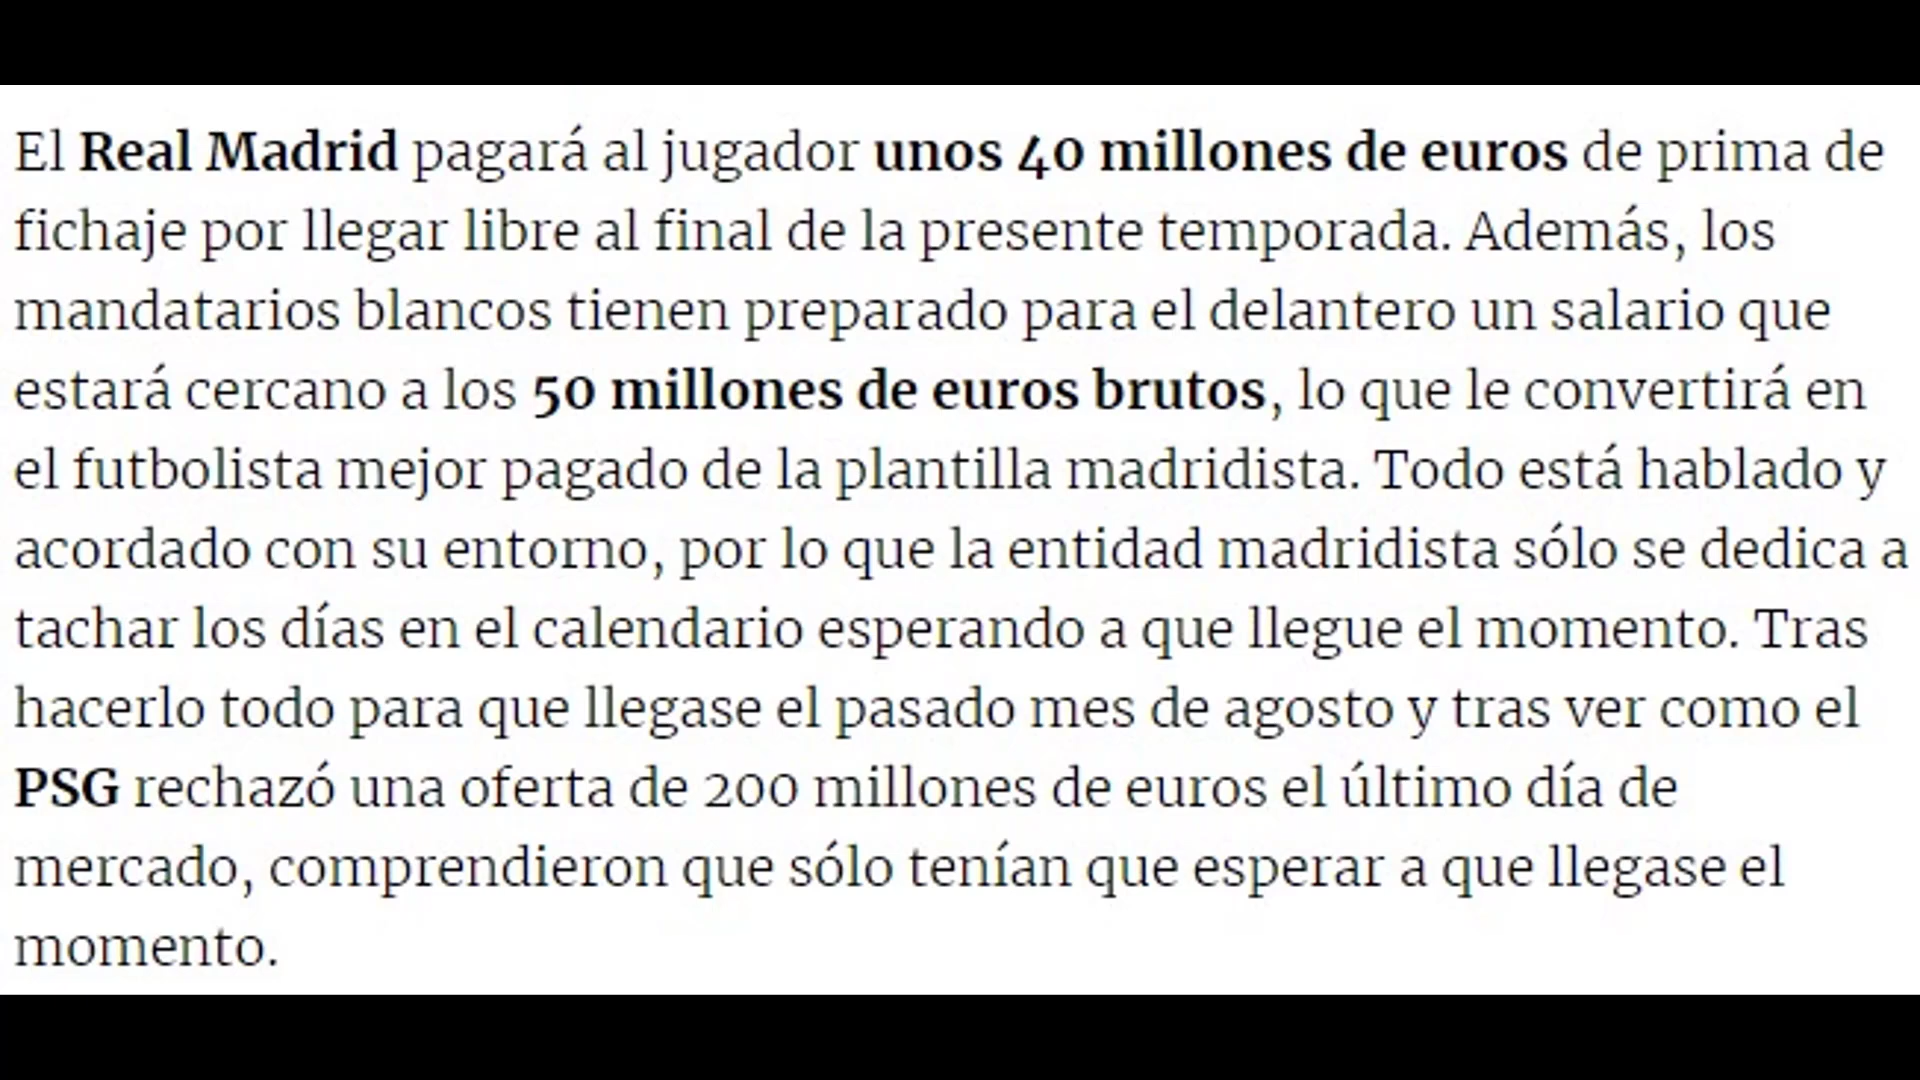 El Real Madrid pagará al jugador unos 40 millones de euros de prima de
fichaje por llegar libre al final de la presente temporada. Además, los
mandatarios blancos tienen preparado para el delantero un salario que
estará cercano a los 50 millones de euros brutos, lo que le convertirá en
el futbolista mejor pagado de la plantilla madridista. Todo está hablado y
acordado con su entorno, por lo que la entidad madridista sólo se dedica a
tachar los días en el calendario esperando a que llegue el momento. Tras
hacerlo todo para que llegase el pasado mes de agosto y tras ver como el
PSG rechazó una oferta de 200 millones de euros el último día de
mercado, comprendieron que sólo tenían que esperar a que llegase el
momento.